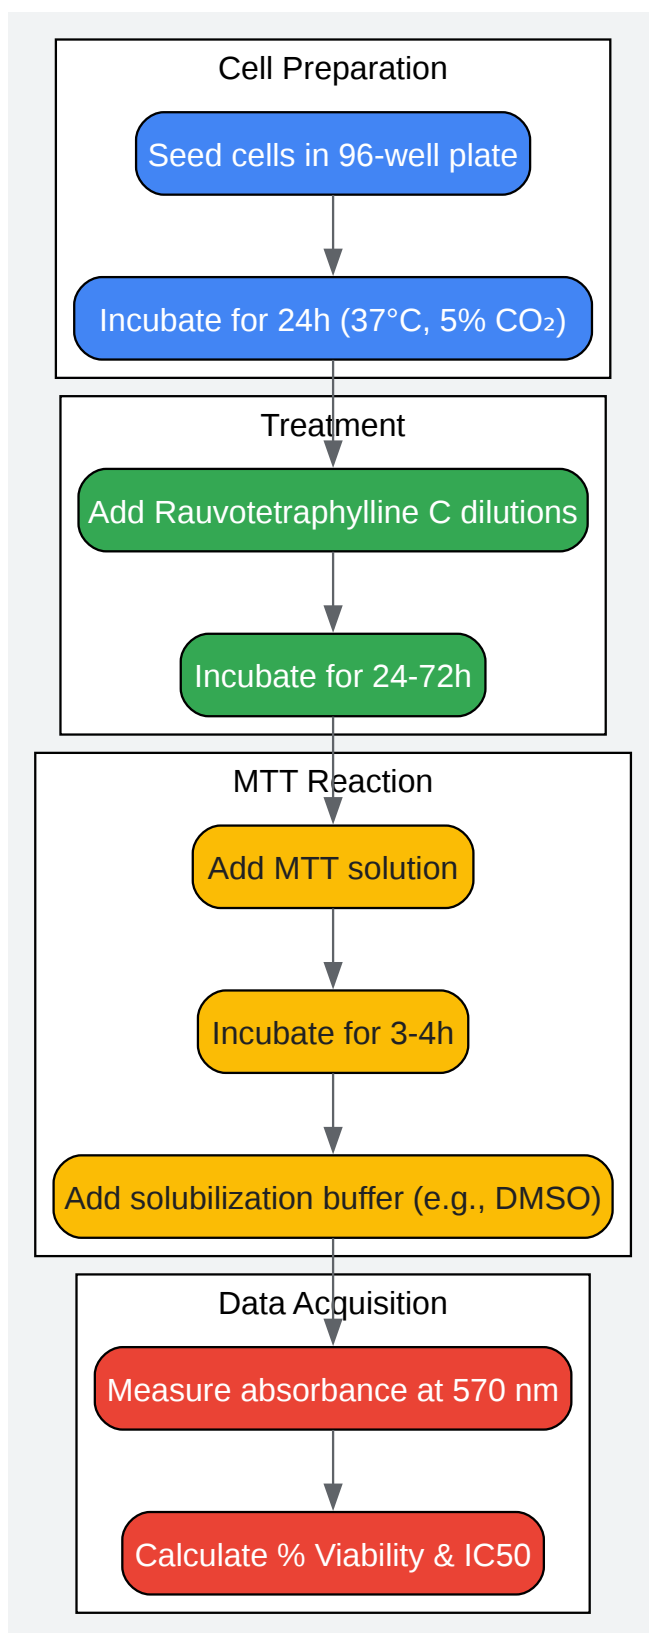 Cell Preparation
Seed cells in 96-well plate
Incubate for 24h (37°C, 5% CO₂)
Treatment
Add Rauvotetraphylline C dilutions
Incubate for 24-72h
MTT Reaction
Add MTT solution
Incubate for 3-4h
Add solubilization buffer (e.g., DMSO)
Data Acquisition
Measure absorbance at 570 nm
Calculate % Viability & IC50